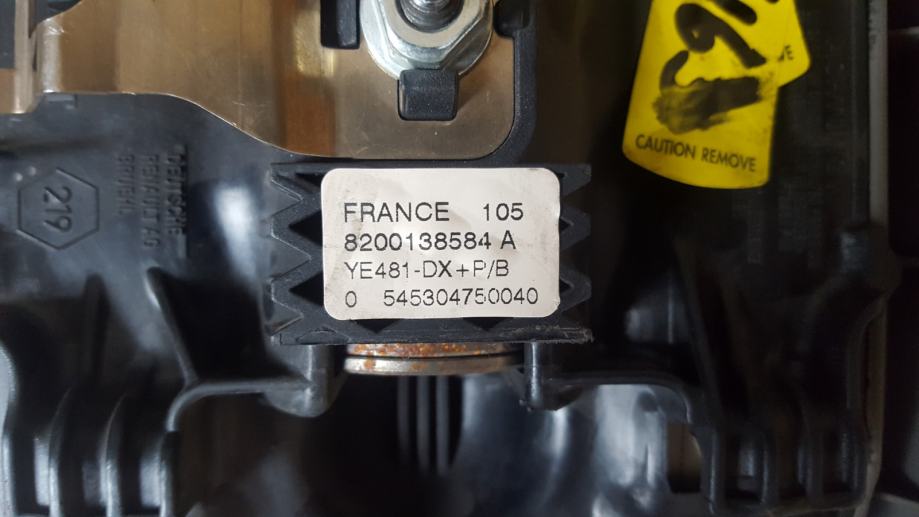 FRANCE 105
8200138584 A
YE481-DX+P/B
0 545304750040
CAUTION REMOVE
219